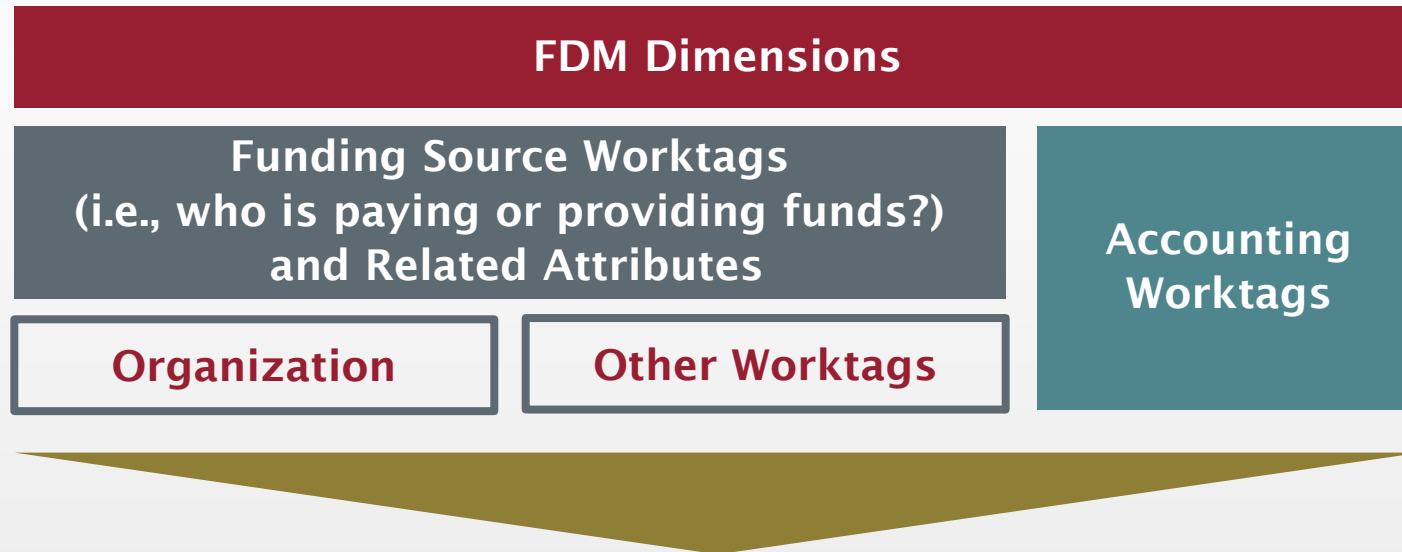 FDM Dimensions
Funding Source Worktags
(i.e., who is paying or providing funds?)
and Related Attributes
Accounting
Worktags
Organization
Other Worktags